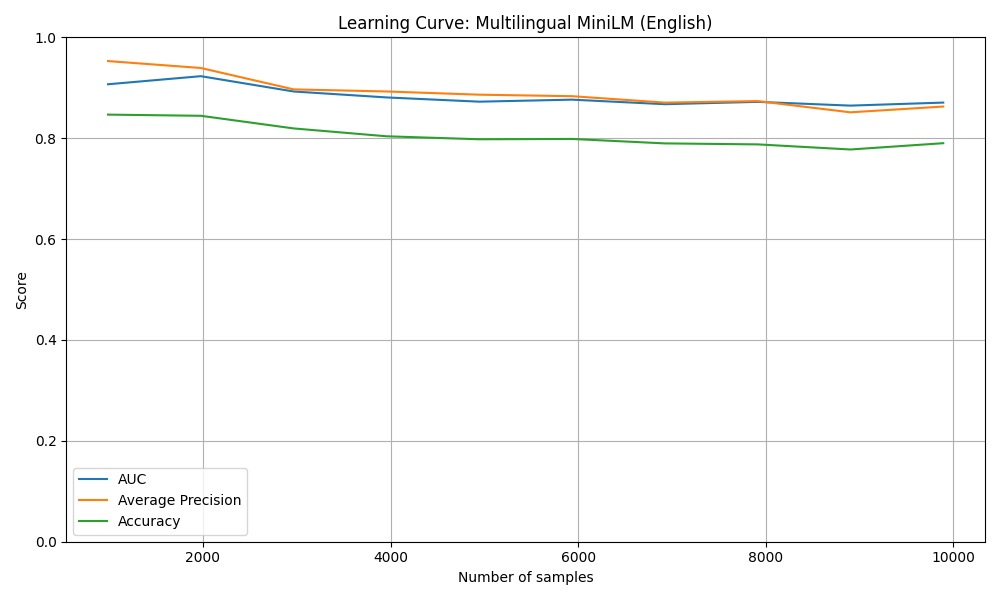 Learning Curve: Multilingual MiniLM (English)
1.0
0.8
0.6
0.4
0.2
0.0
Score
AUC
Average Precision
Accuracy
2000 4000 6000 8000 10000
Number of samples